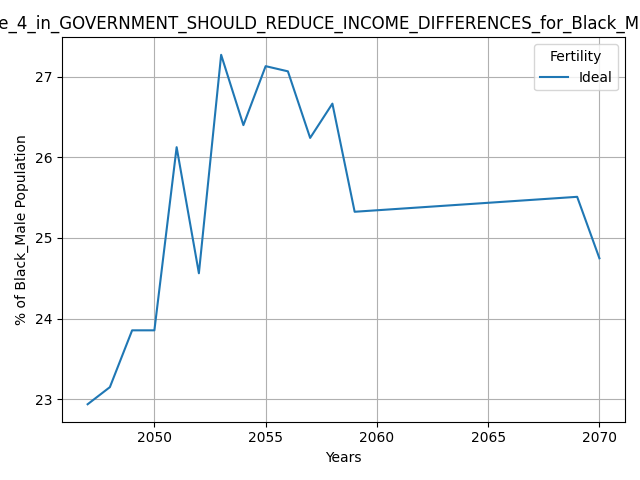 e_4_in_GOVERNMENT_SHOULD_REDUCE_INCOME_DIFFERENCES_for_Black_M
Fertility
Ideal
27
26
25
24
23
% of Black_Male Population
2050
2055
2060
2065
2070
Years